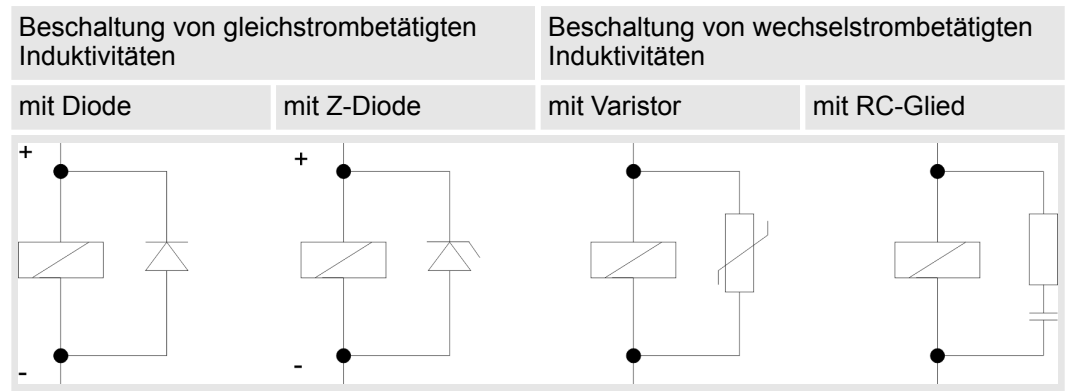 Beschaltung von gleichstrombetätigten
Induktivitäten
Beschaltung von wechselstrombetätigten
Induktivitäten
mit Diode
mit Z-Diode
mit Varistor
mit RC-Glied
+
+
-
-